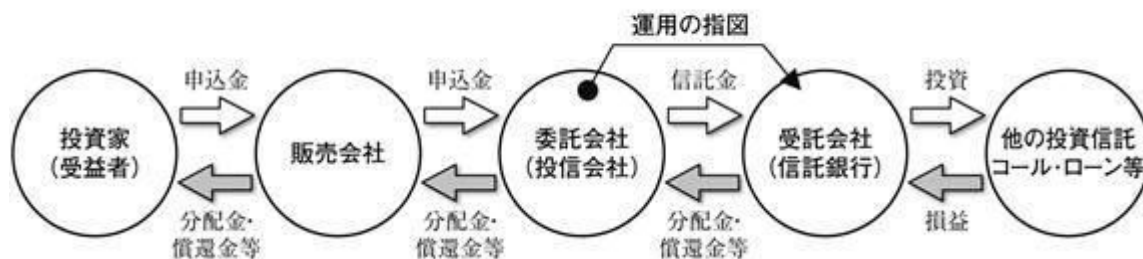 運用の指図
申込金
申込金
信託金
投資
投資家
（受益者）
販売会社
委託会社
（投信会社）
受託会社
（信託銀行）
他の投資信託
コール・ローン等
分配金・
償還金等
分配金・
償還金等
分配金・
償還金等
損益